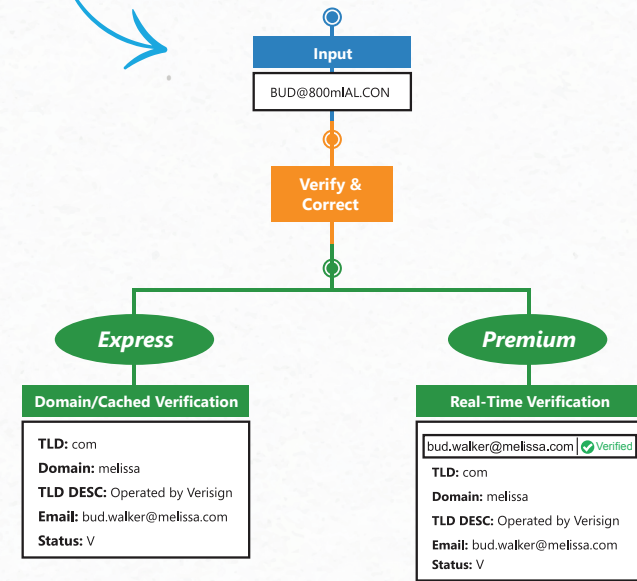 Input
BUD@800mIAL.CON
Verify &
Correct
Express
Premium
Domain/Cached Verification
TLD: com
Domain: melissa
TLD DESC: Operated by Verisign
Email: bud.walker@melissa.com
Status: V
Real-Time Verification
bud.walker@melissa.com | Verified
TLD: com
Domain: melissa
TLD DESC: Operated by Verisign
Email: bud.walker@melissa.com
Status: V